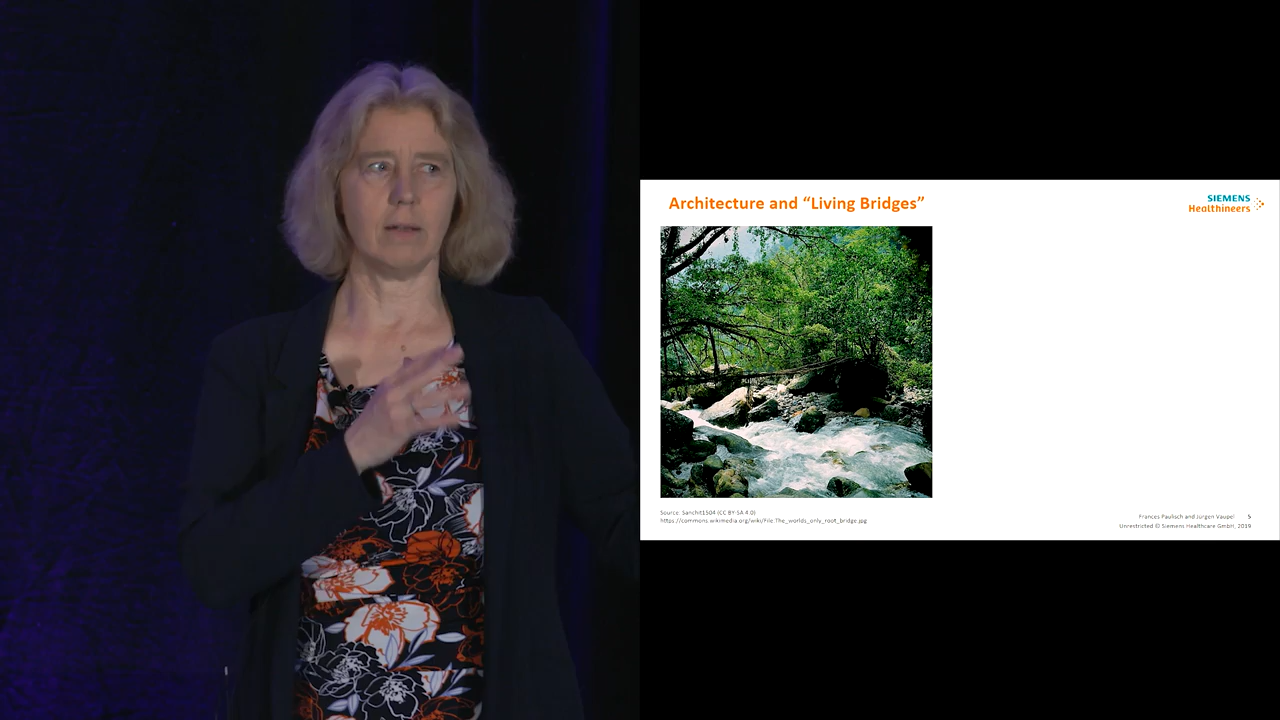 Architecture and “Living Bridges”
SIEMENS
Healthineers
Source: Sanchit1504 (CC BY-SA 4.0)
https://commons.wikimedia.org/wiki/File:The_worlds_only_root_bridge.jpg
Frances Paulisch and Jürgen Vaupel 5
Unrestricted © Siemens Healthcare GmbH, 2019